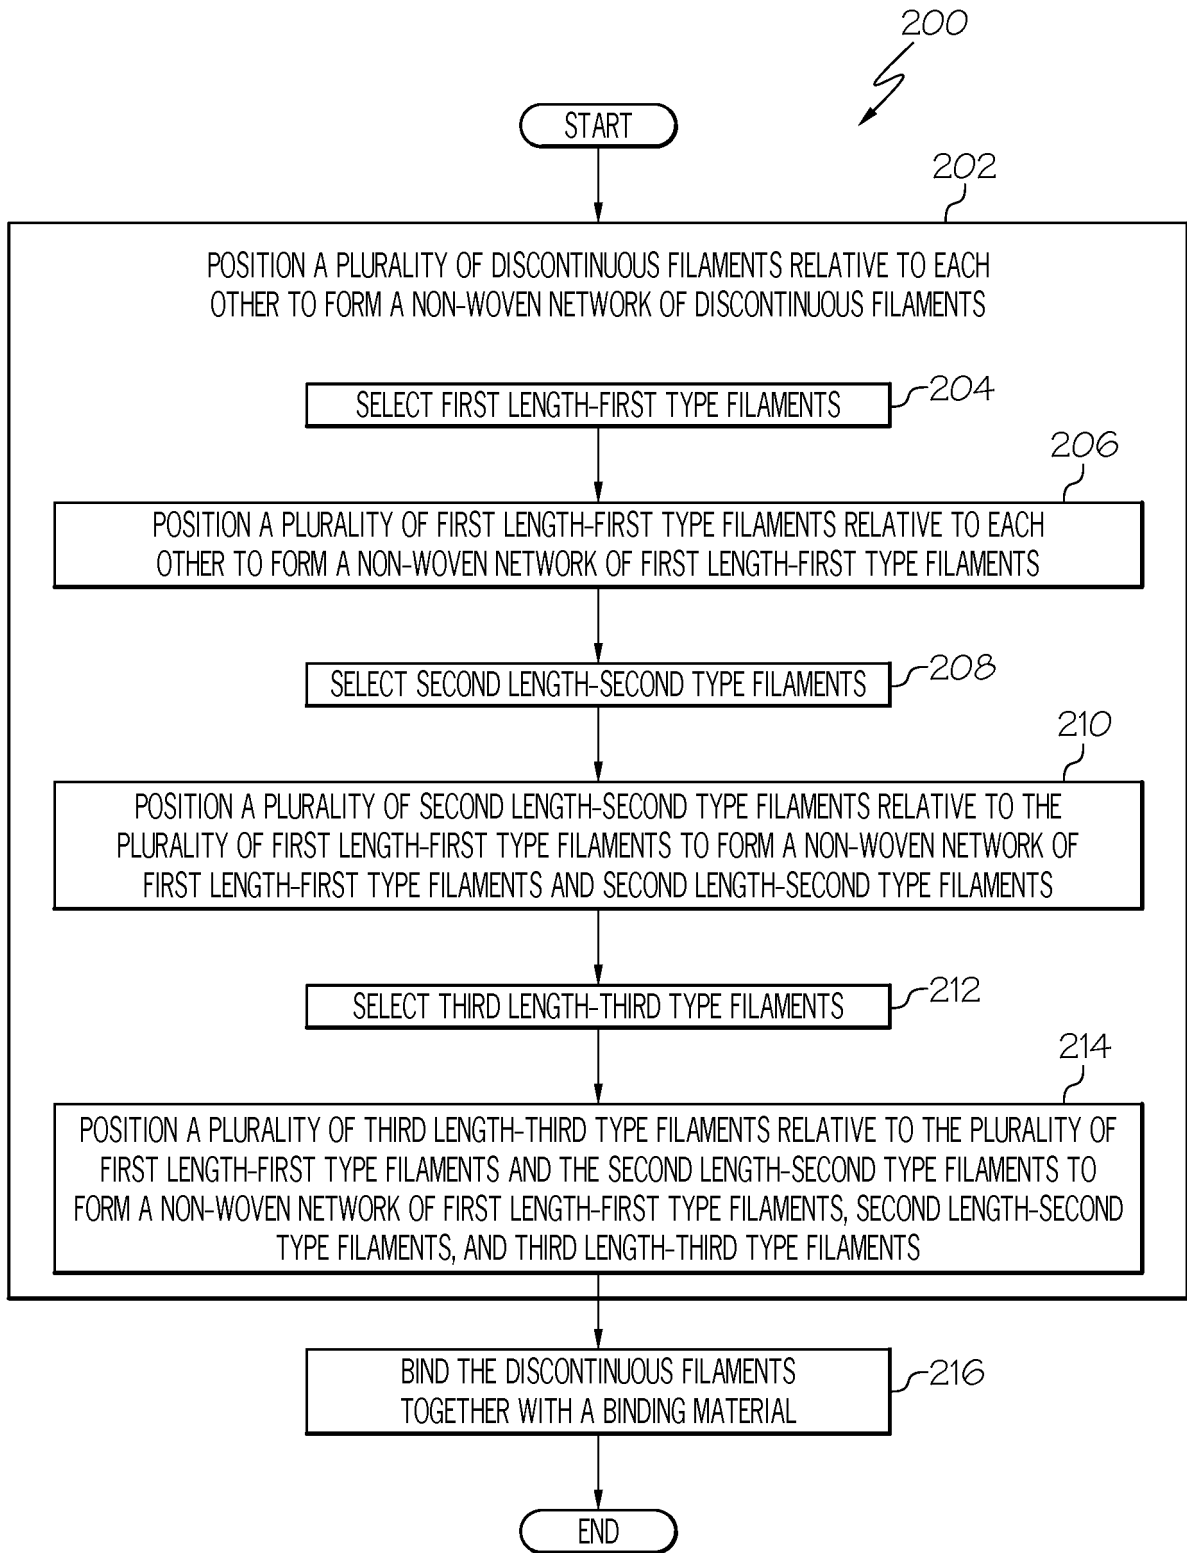 200
START
202
POSITION A PLURALITY OF DISCONTINUOUS FILAMENTS RELATIVE TO EACH
OTHER TO FORM A NON-WOVEN NETWORK OF DISCONTINUOUS FILAMENTS
SELECT FIRST LENGTH-FIRST TYPE FILAMENTS
204
206
POSITION A PLURALITY OF FIRST LENGTH-FIRST TYPE FILAMENTS RELATIVE TO EACH
OTHER TO FORM A NON-WOVEN NETWORK OF FIRST LENGTH-FIRST TYPE FILAMENTS
SELECT SECOND LENGTH-SECOND TYPE FILAMENTS
208
210
POSITION A PLURALITY OF SECOND LENGTH-SECOND TYPE FILAMENTS RELATIVE TO THE
PLURALITY OF FIRST LENGTH-FIRST TYPE FILAMENTS TO FORM A NON-WOVEN NETWORK OF
FIRST LENGTH-FIRST TYPE FILAMENTS AND SECOND LENGTH-SECOND TYPE FILAMENTS
SELECT THIRD LENGTH-THIRD TYPE FILAMENTS
212
214
POSITION A PLURALITY OF THIRD LENGTH-THIRD TYPE FILAMENTS RELATIVE TO THE PLURALITY OF
FIRST LENGTH-FIRST TYPE FILAMENTS AND THE SECOND LENGTH-SECOND TYPE FILAMENTS TO
FORM A NON-WOVEN NETWORK OF FIRST LENGTH-FIRST TYPE FILAMENTS, SECOND LENGTH-SECOND
TYPE FILAMENTS, AND THIRD LENGTH-THIRD TYPE FILAMENTS
BIND THE DISCONTINUOUS FILAMENTS
TOGETHER WITH A BINDING MATERIAL
216
END